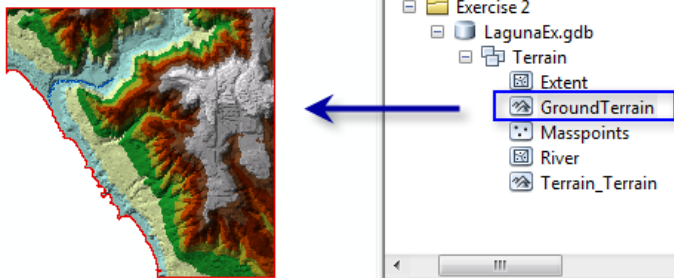 Exercise 2
LagunaEx.gdb
Terrain
Extent
GroundTerrain
Masspoints
River
Terrain_Terrain